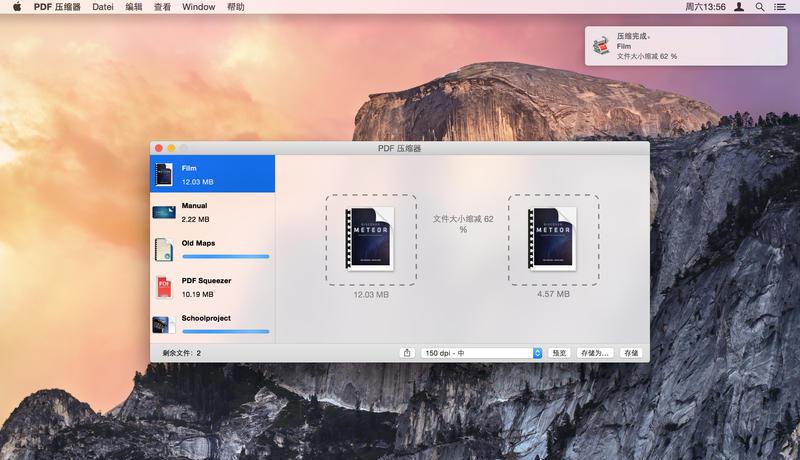 PDF 压缩器 Datei 编辑 查看 Window 帮助 周六13:56
压缩完成。
Film
文件大小缩减 62 %
PDF 压缩器
Film
12.03 MB
Manual
2.22 MB
Old Maps
PDF Squeezer
10.19 MB
Schoolproject
METEOR
12.03 MB
文件大小缩减 62
%
METEOR
4.57 MB
剩余文件: 2
150 dpi - 中
预览
存储为...
存储